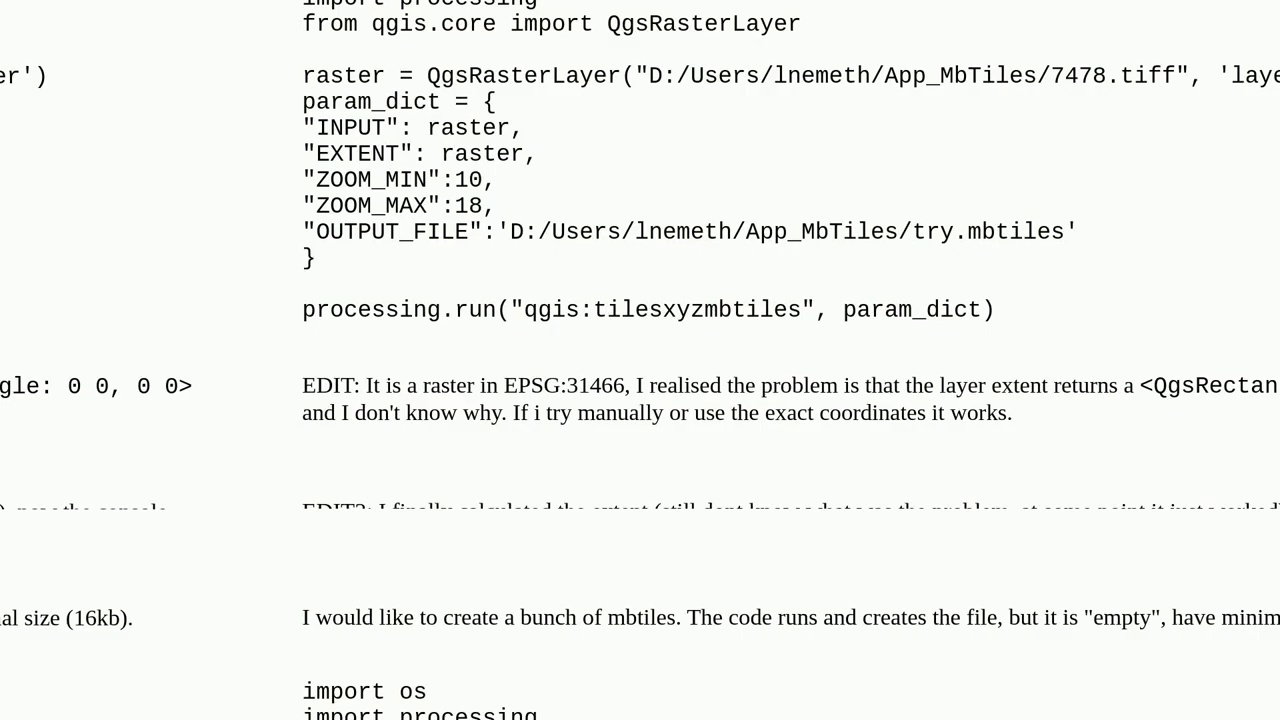 import processing
from qgis.core import QgsRasterLayer
er')
raster = QgsRasterLayer("D:/Users/lnemeth/App_MbTiles/7478.tiff", 'laye
param_dict = {
"INPUT": raster,
"EXTENT": raster,
"ZOOM_MIN":10,
"ZOOM_MAX":18,
"OUTPUT_FILE":'D:/Users/lnemeth/App_MbTiles/try.mbtiles'
}
processing.run("qgis:tilesxyzmbtiles", param_dict)
gle: 0 0, 0 0>
EDIT: It is a raster in EPSG:31466, I realised the problem is that the layer extent returns a <QgsRectan
and I don't know why. If i try manually or use the exact coordinates it works.
al size (16kb).
I would like to create a bunch of mbtiles. The code runs and creates the file, but it is "empty", have minim
import os
import processing